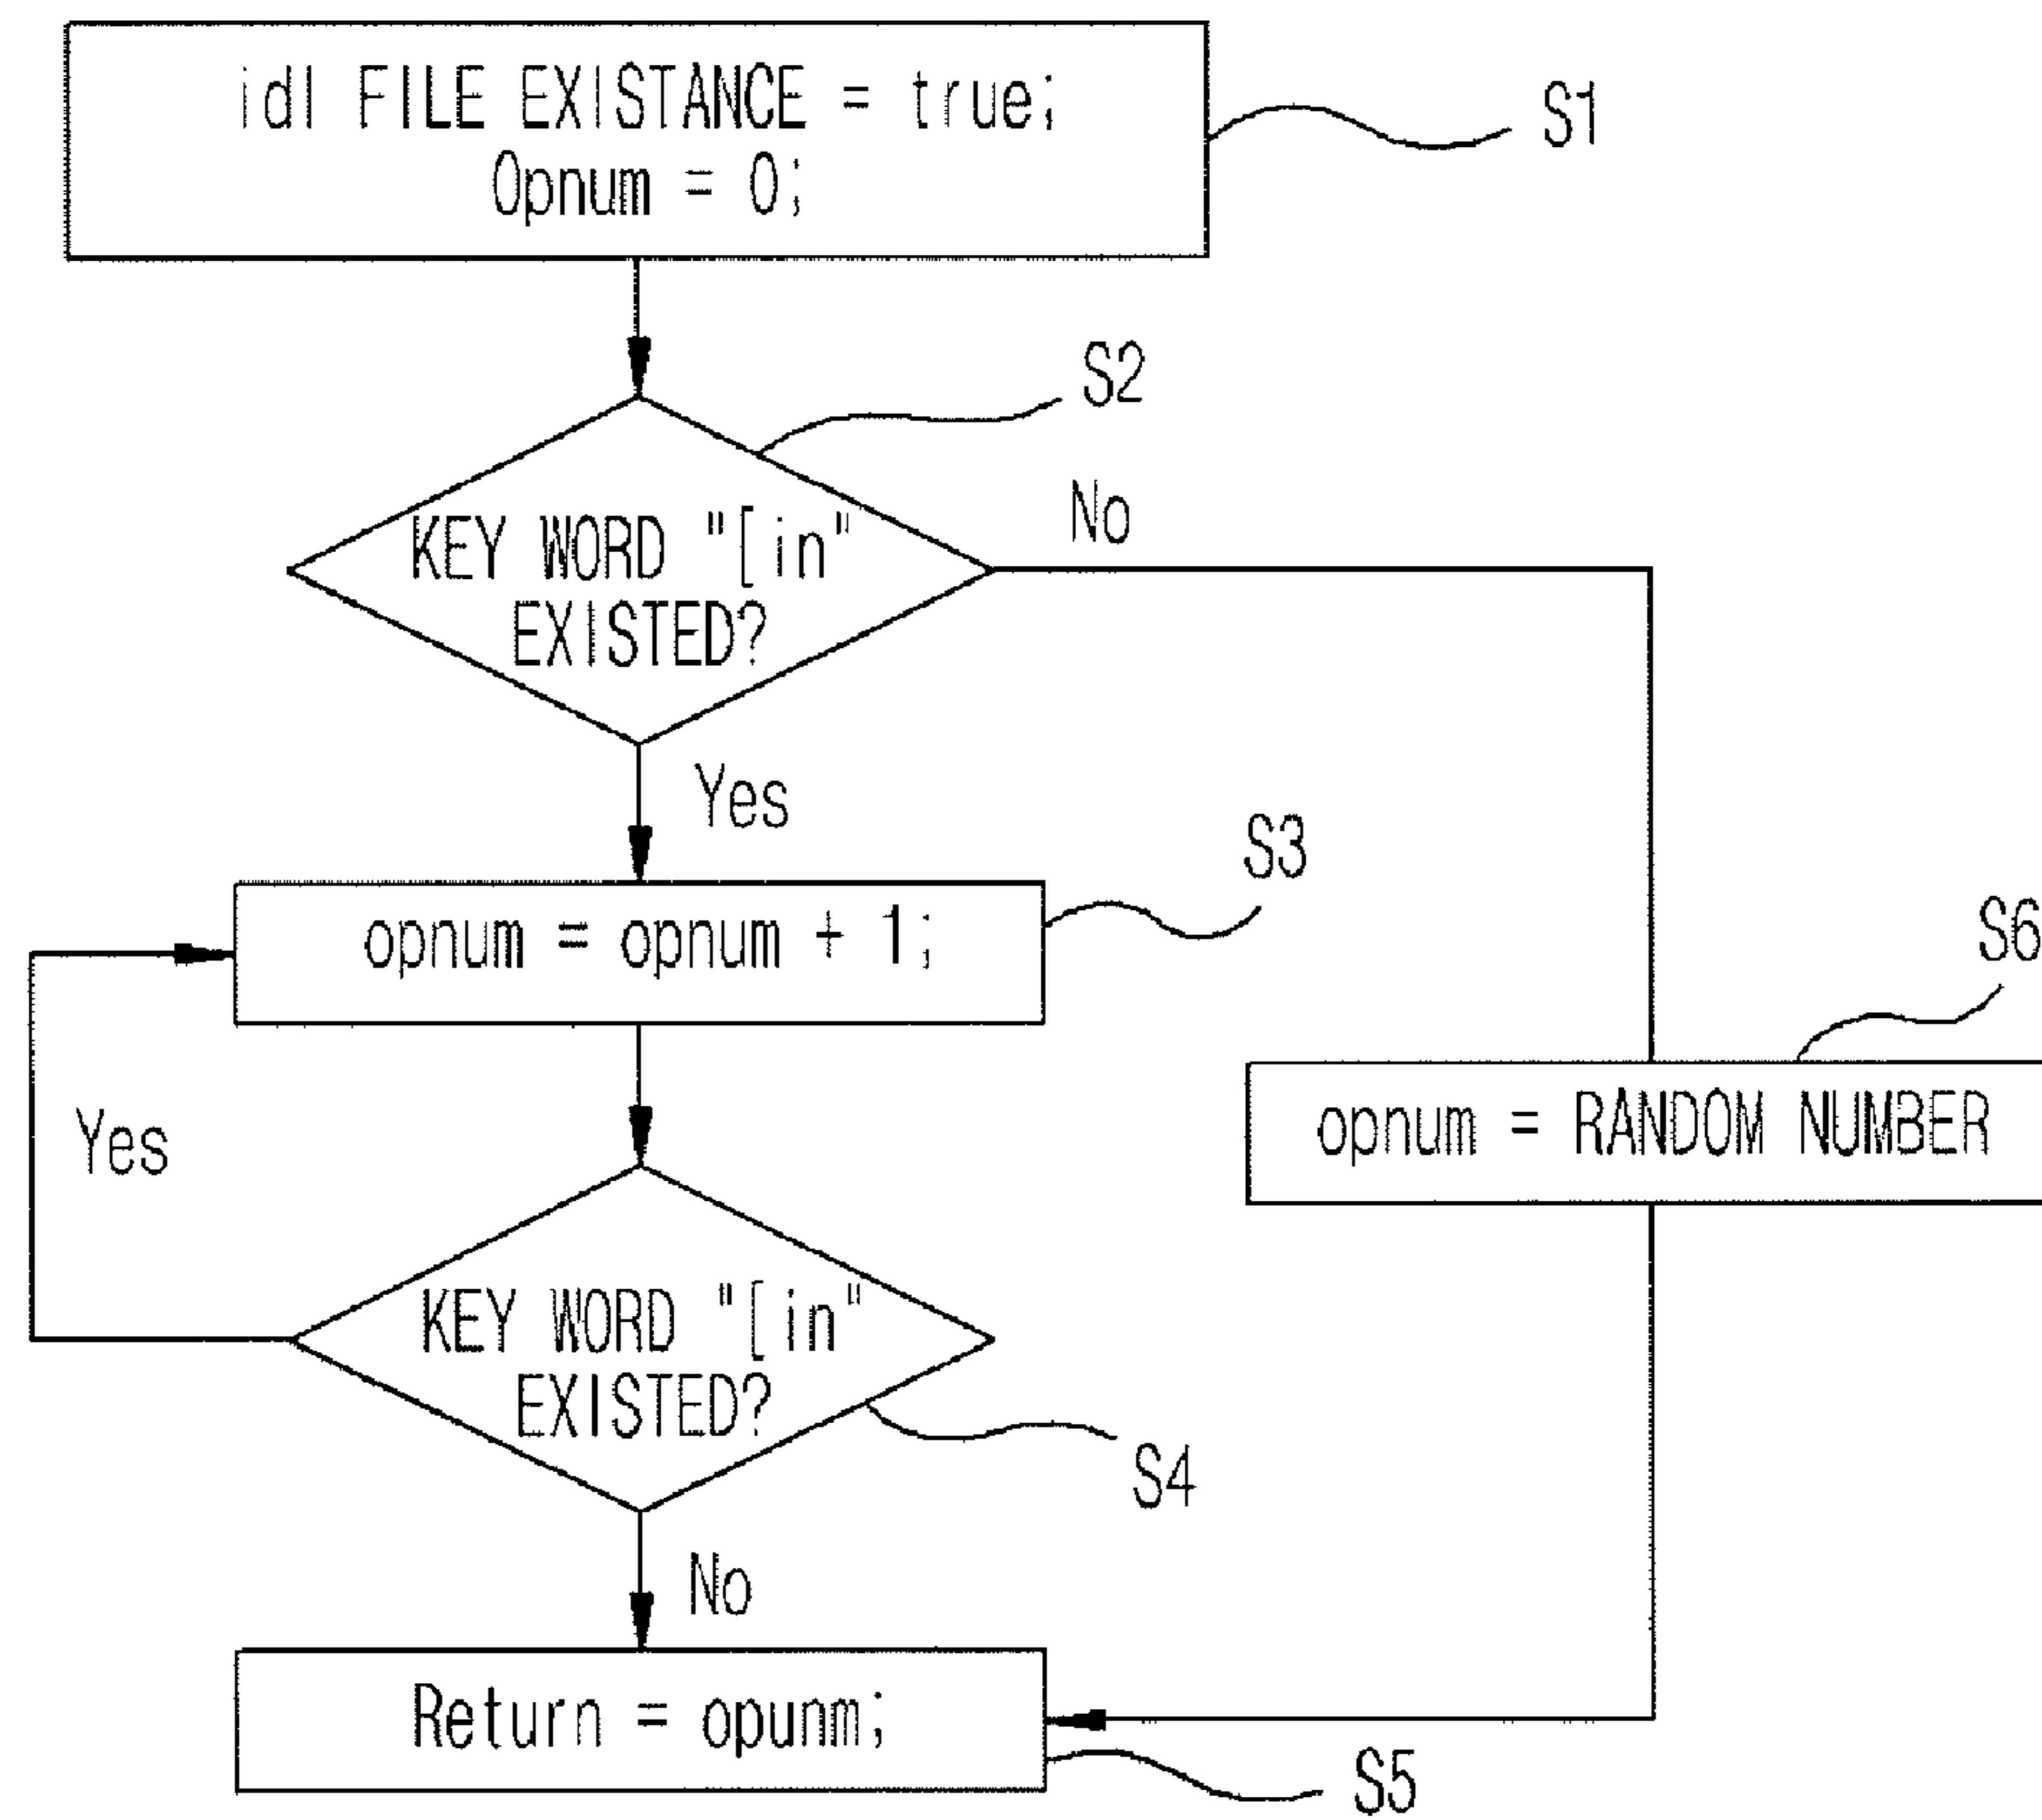 idl FILE EXISTANCE = true;
Opnum = 0;
S1
S2
KEY WORD "[in"
EXISTED?
No
Yes
S3
opnum = opnum + 1;
S6
opnum = RANDOM NUMBER
Yes
KEY WORD "[in"
EXISTED?
S4
No
Return = opunm;
S5